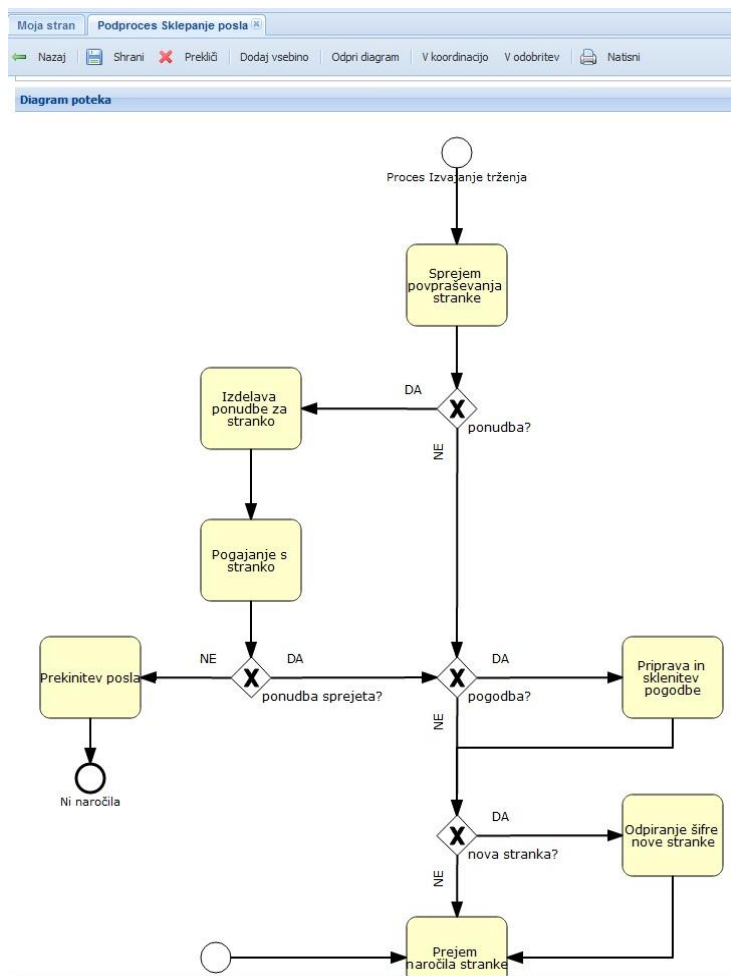 Moja stran
Podproces Sklepanje posla
Nazaj
Shrani
Prekliči
Dodaj vsebino
Odpri diagram
V koordinacijo
V odobritev
Natisni
Diagram poteka
Proces Izvajanje trženja
Sprejem
povpraševanja
stranke
DA
X
ponudba?
NE
Izdelava
ponudbe za
stranko
Pogajanje s
stranko
NE
X
DA
ponudba sprejeta?
Prekinitev posla
Ni naročila
X
DA
pogodba?
NE
Priprava in
sklenitev
pogodbe
X
DA
nova stranka?
NE
Odpiranje šifre
nove stranke
Prejem
naročila stranke